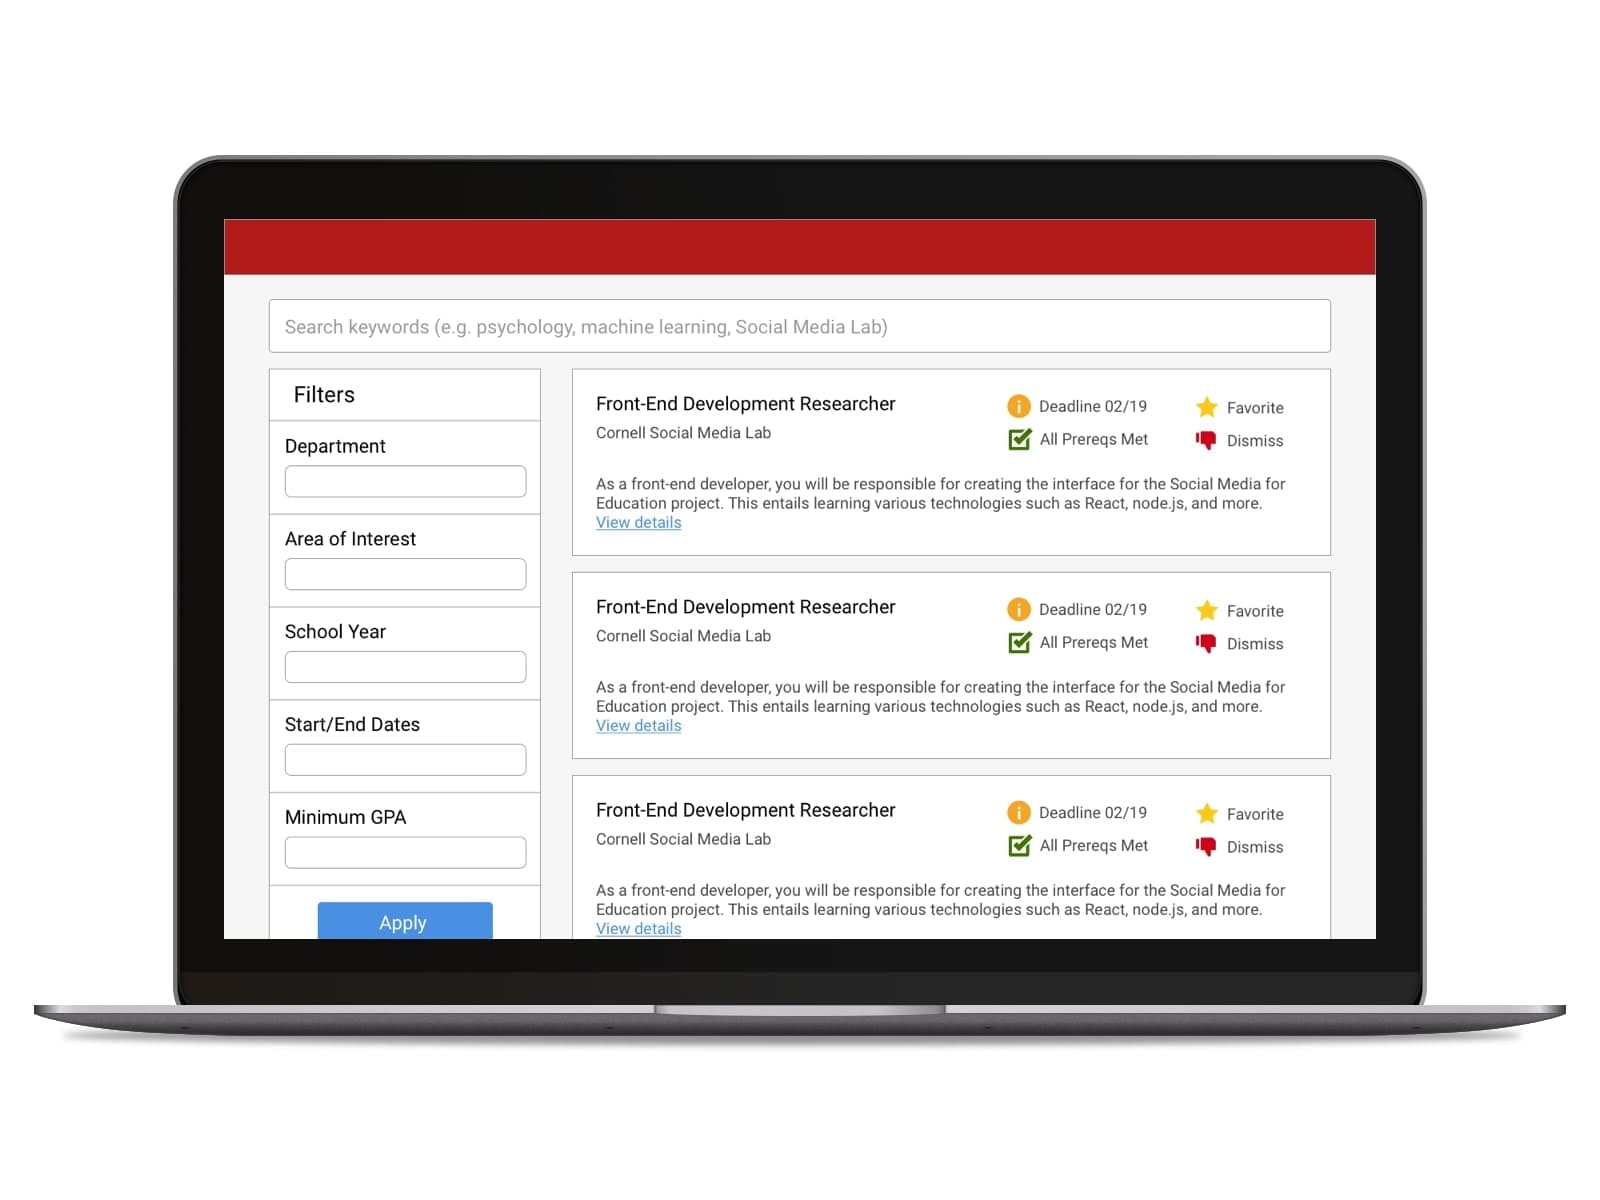 Search keywords (e.g. psychology, machine learning, Social Media Lab)
Filters
Department
Area of Interest
School Year
Start/End Dates
Minimum GPA
Apply
Front-End Development Researcher
Cornell Social Media Lab
Deadline 02/19
Favorite
All Prereqs Met
Dismiss
As a front-end developer, you will be responsible for creating the interface for the Social Media for
Education project. This entails learning various technologies such as React, node.js, and more.
View details
Front-End Development Researcher
Cornell Social Media Lab
Deadline 02/19
Favorite
All Prereqs Met
Dismiss
As a front-end developer, you will be responsible for creating the interface for the Social Media for
Education project. This entails learning various technologies such as React, node.js, and more.
View details
Front-End Development Researcher
Cornell Social Media Lab
Deadline 02/19
Favorite
All Prereqs Met
Dismiss
As a front-end developer, you will be responsible for creating the interface for the Social Media for
Education project. This entails learning various technologies such as React, node.js, and more.
View details